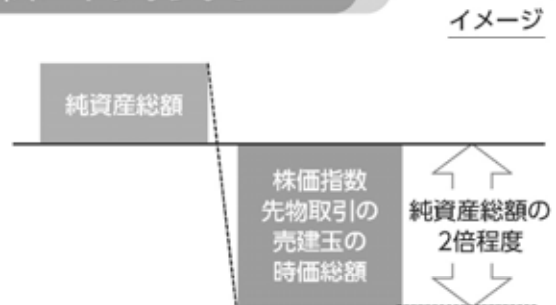 イメージ
純資産総額
株価指数
先物取引の
売建玉の
時価総額
純資産総額の
2倍程度